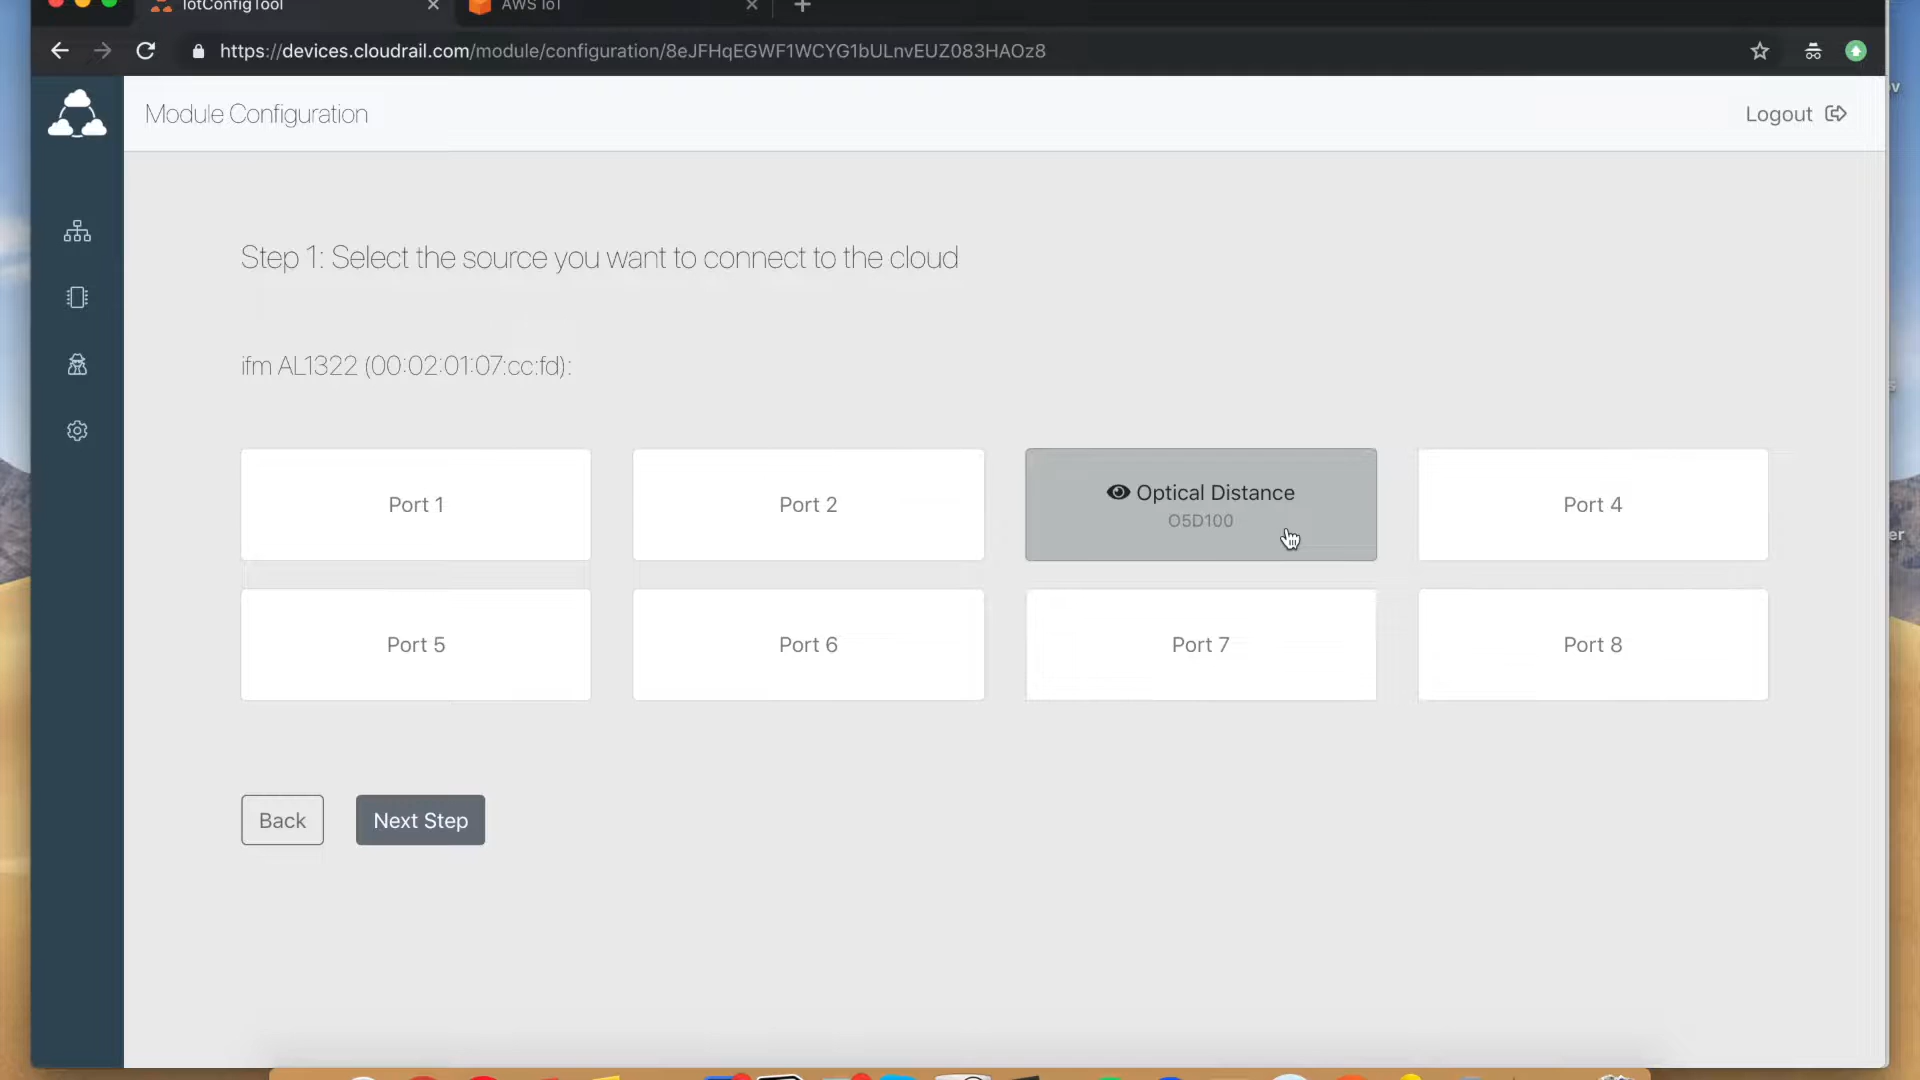 IotConfigTool
AWS IoT
https://devices.cloudrail.com/module/configuration/8eJFHqEGWF1WCYG1bULnvEUZ083HAOz8
Module Configuration
Logout
Step 1: Select the source you want to connect to the cloud
ifm AL1322 (00:02:01:07:cc:fd):
Port 1
Port 2
Optical Distance
O5D100
Port 4
Port 5
Port 6
Port 7
Port 8
Back
Next Step